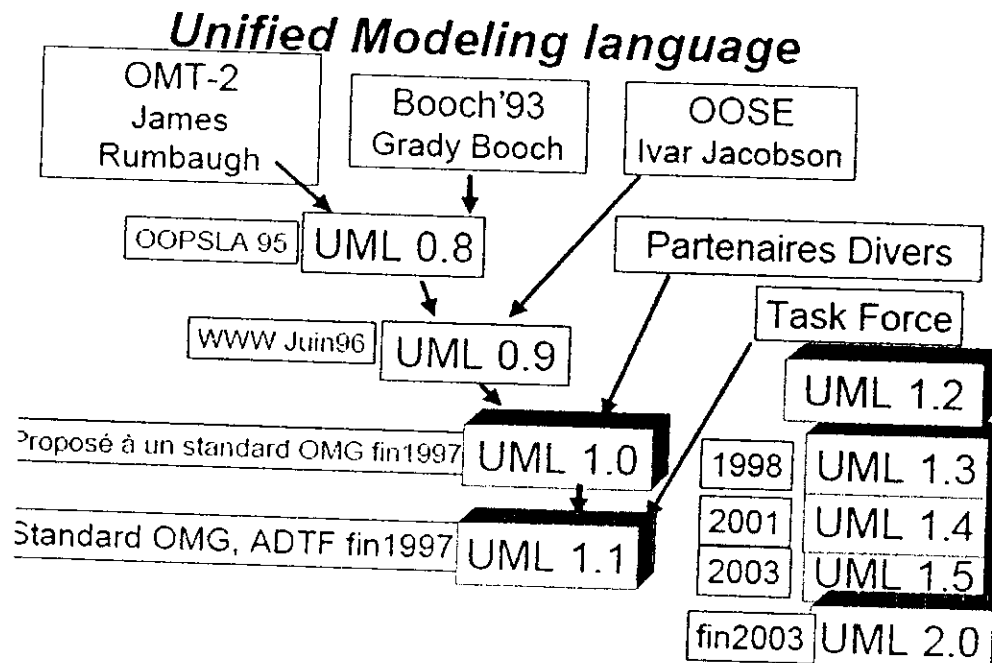 Unified Modeling language
OMT-2
James
Rumbaugh
Booch'93
Grady Booch
OOSE
Ivar Jacobson
OOPSLA 95
UML 0.8
Partenaires Divers
WWW Juin96
UML 0.9
Task Force
UML 1.2
Proposé à un standard OMG fin1997
UML 1.0
1998
UML 1.3
Standard OMG, ADTF fin1997
UML 1.1
2001
UML 1.4
2003
UML 1.5
fin2003
UML 2.0